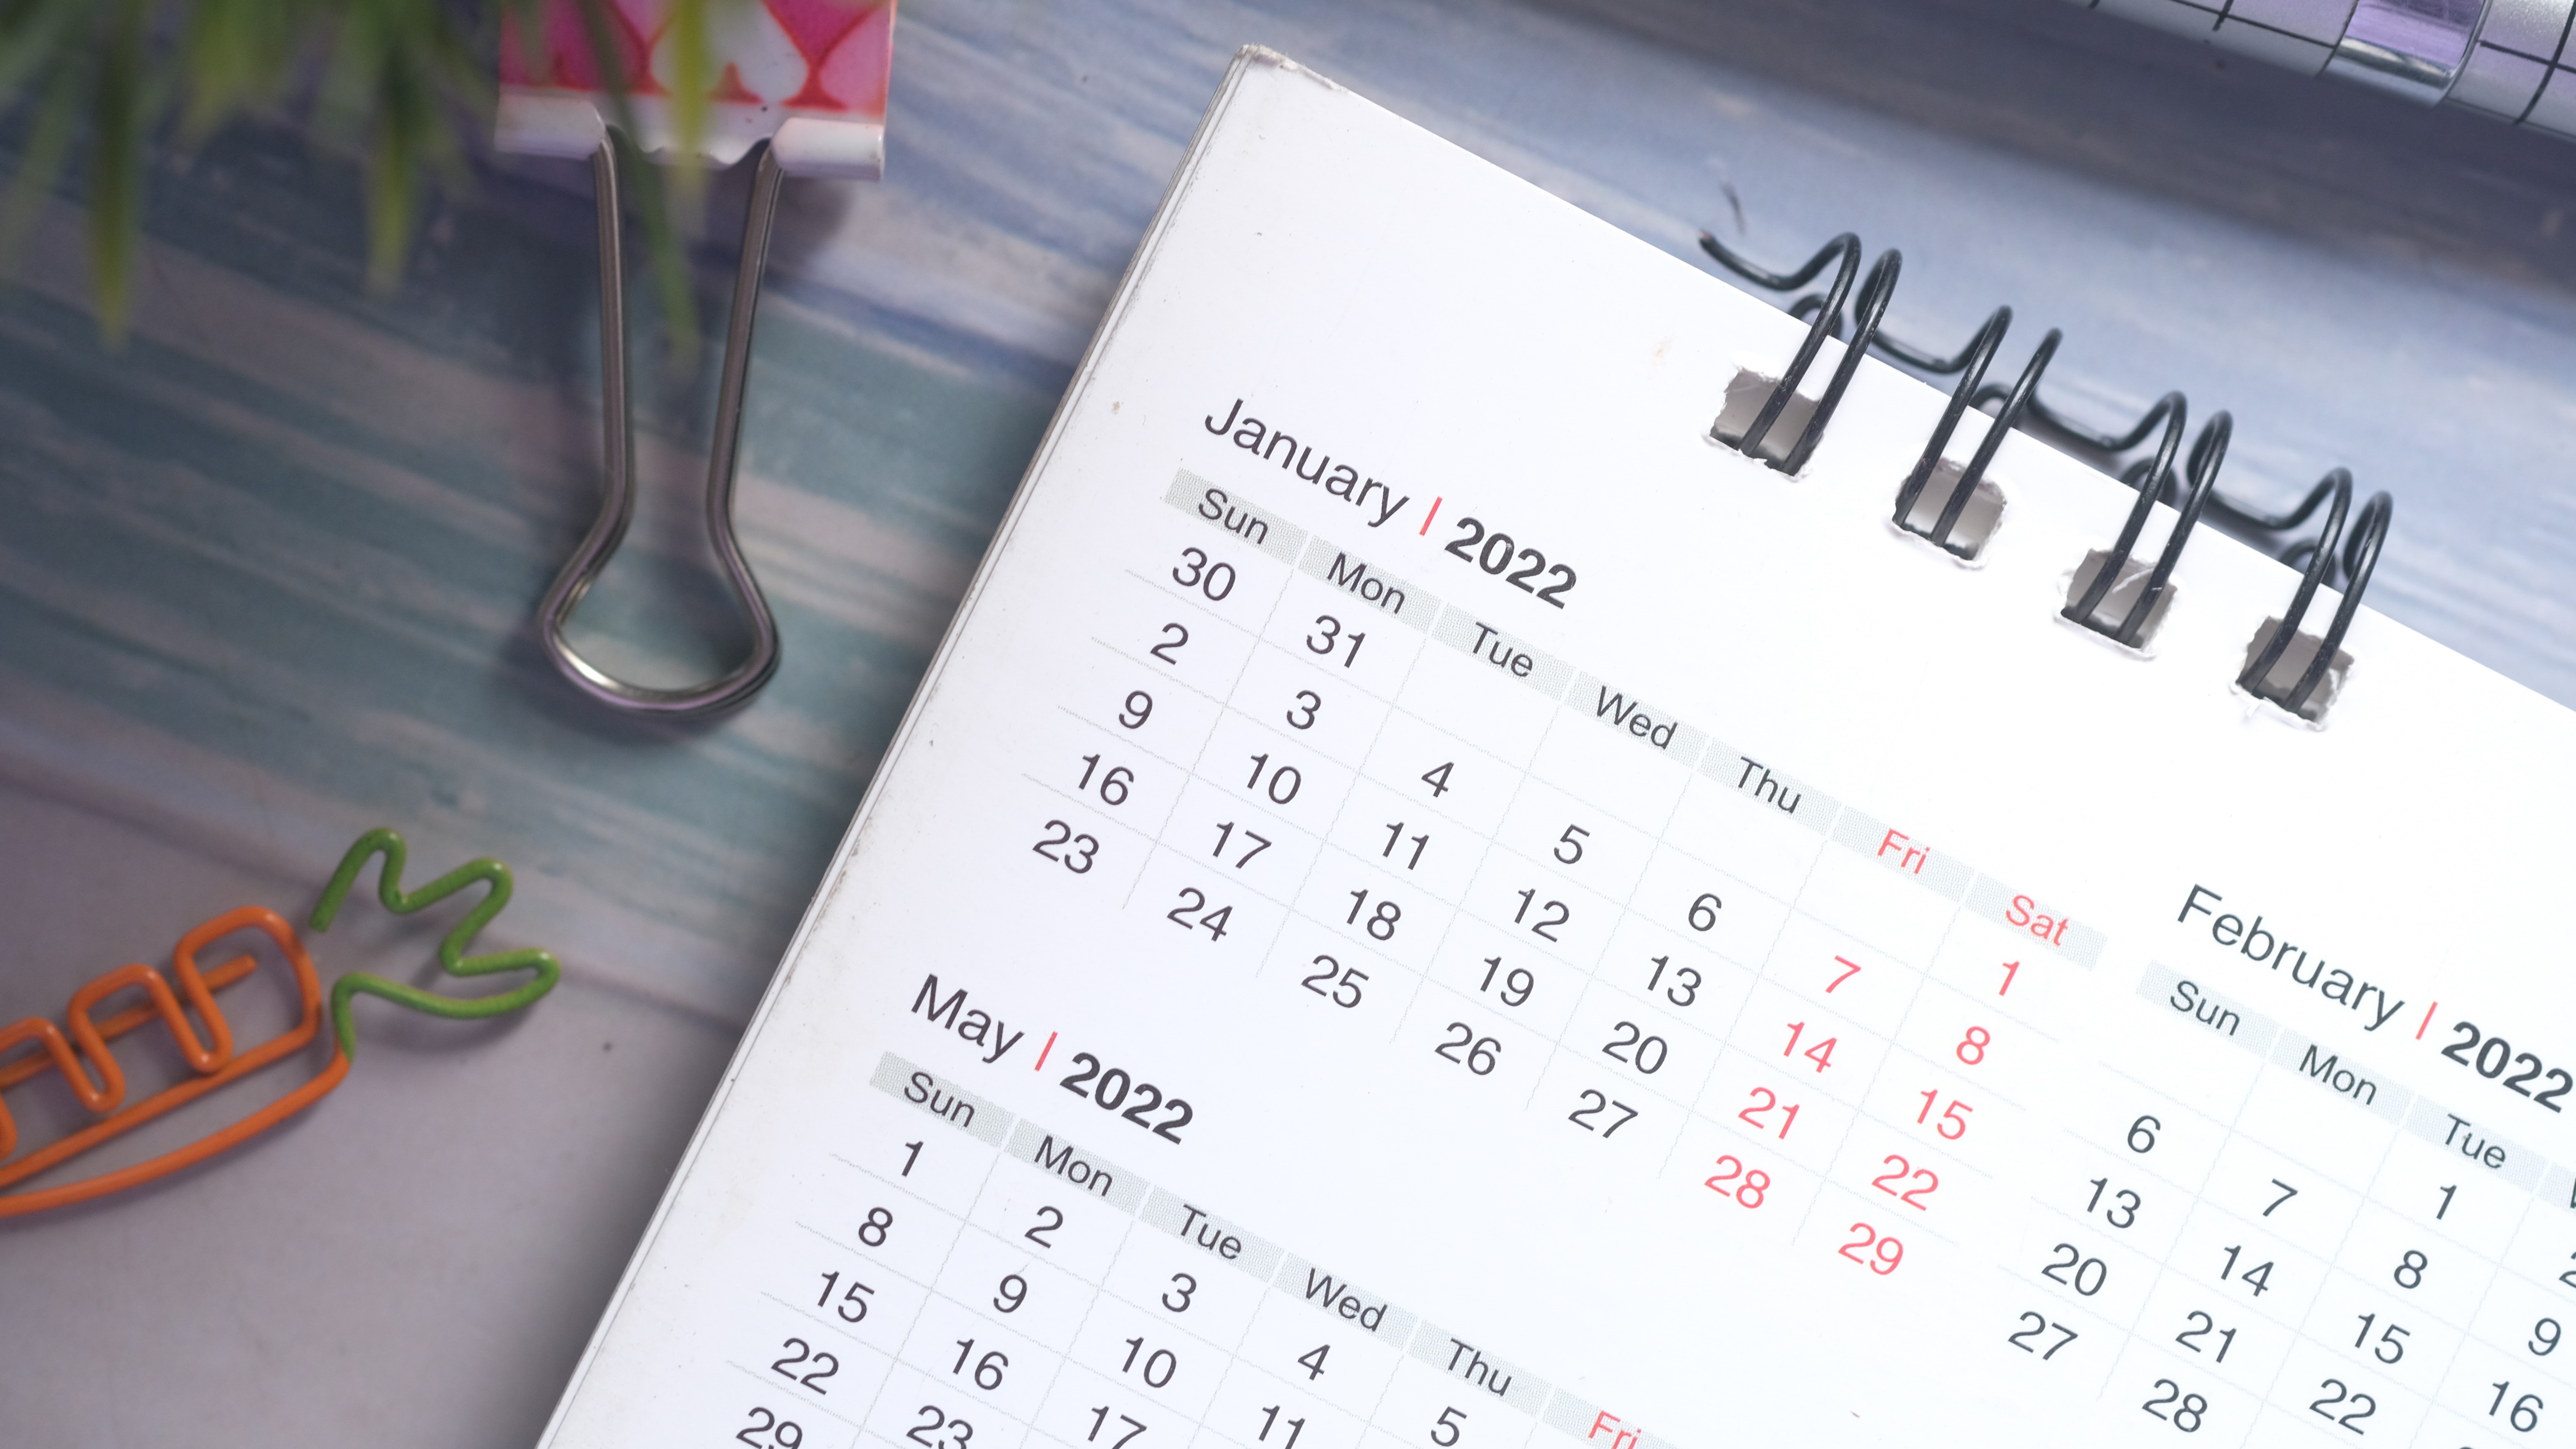 January | 2022
Sun Mon Tue Wed Thu Fri Sat
30 31 1
2 3 4 5 6 7 8
9 10 11 12 13 14 15
16 17 18 19 20 21 22
23 24 25 26 27 28 29
February | 2022
Sun Mon Tue
1
6 7 8 9
13 14 15 16
20 21 22
27 28
May | 2022
Sun Mon Tue Wed Thu Fri
1 2 3 4 5
8 9 10 11
15 16 17
22 23
29